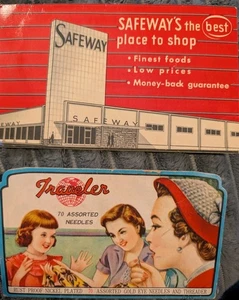 SAFEWAY'S the best
place to shop
• Finest foods
• Low prices
• Money-back guarantee
SAFEWAY
SAFEWAY
Traveler
70 ASSORTED
NEEDLES
RUST PROOF NICKEL PLATED
ASSORTED GOLD EYE NEEDLES AND THREADER